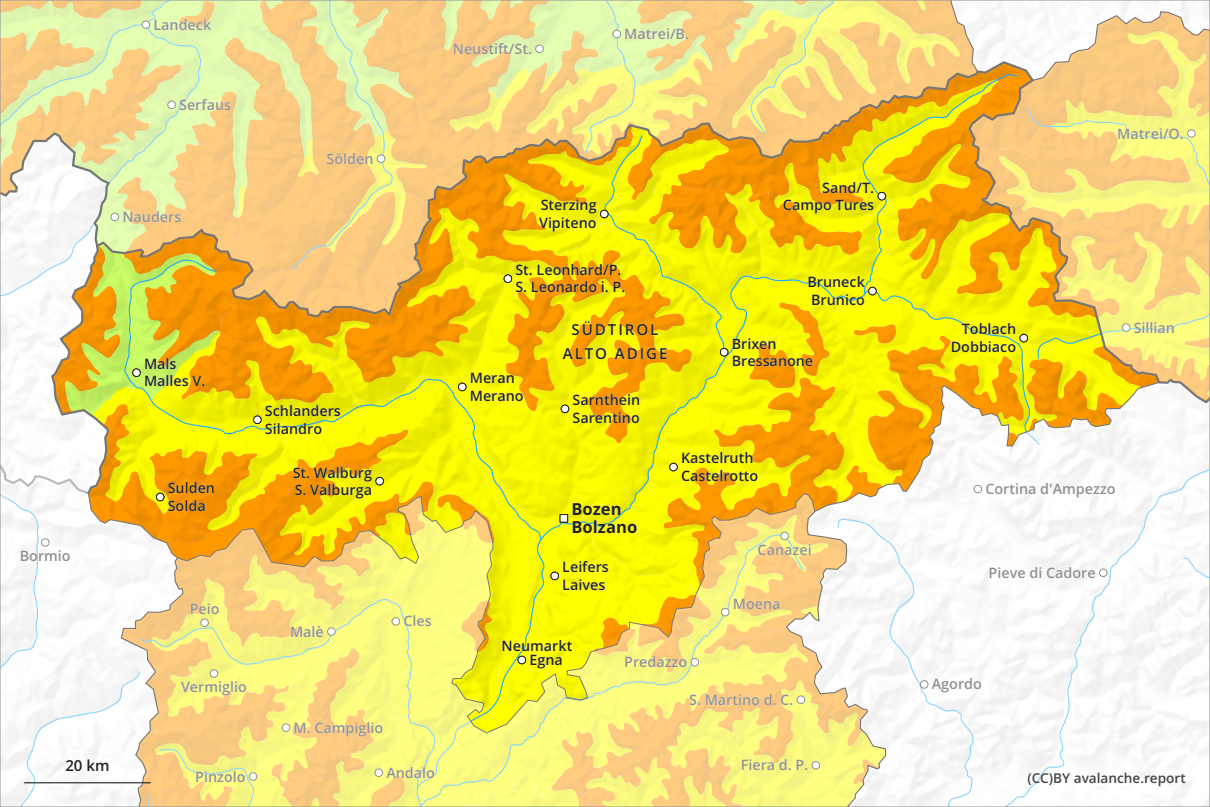 Landeck
Matrei/B.
Neustift/St.
Serfaus
Matrei/O.
Sölden
Sand/T.
Campo Tures
Sterzing
Vipiteno
Nauders
St. Leonhard/P.
S. Leonardo i. P.
Bruneck
Brunico
SÜDTIROL
ALTO ADIGE
Toblach
Dobbiaco
Sillian
Brixen
Bressanone
Mals
Malles V.
Meran
Merano
Sarnthein
Sarentino
Schlanders
Silandro
Kastelruth
Castelrotto
St. Walburg
S. Valburga
Sulden
Solda
Cortina d'Ampezzo
Bozen
Bolzano
Bormio
Canazei
Leifers
Laives
Pieve di Cadore
Peio
Moena
Cles
Malè
Neumarkt
Egna
Predazzo
Vermiglio
Agordo
S. Martino d. C.
M. Campiglio
20 km
Fiera d. P.
Pinzolo
Andalo
(CC)BY avalanche.report